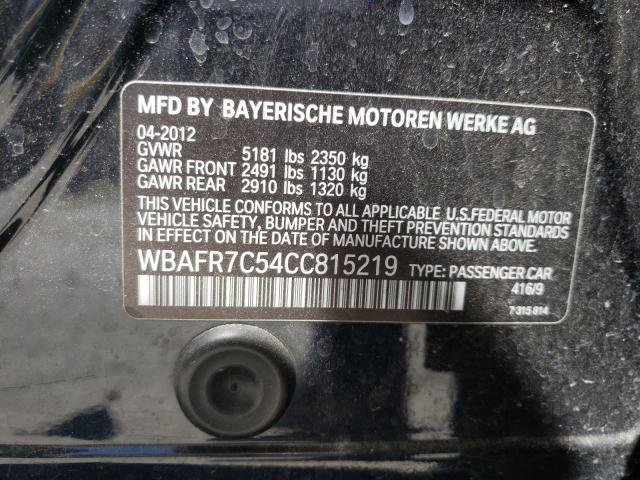 MFD BY BAYERISCHE MOTOREN WERKE AG
04-2012
GVWR 5181 lbs 2350 kg
GAWR FRONT 2491 lbs 1130 kg
GAWR REAR 2910 lbs 1320 kg
THIS VEHICLE CONFORMS TO ALL APPLICABLE U.S.FEDERAL MOTOR
VEHICLE SAFETY, BUMPER AND THEFT PREVENTION STANDARDS IN
EFFECT ON THE DATE OF MANUFACTURE SHOWN ABOVE.
WBAFR7C54CC815219 TYPE: PASSENGER CAR
416/9
7 315 814